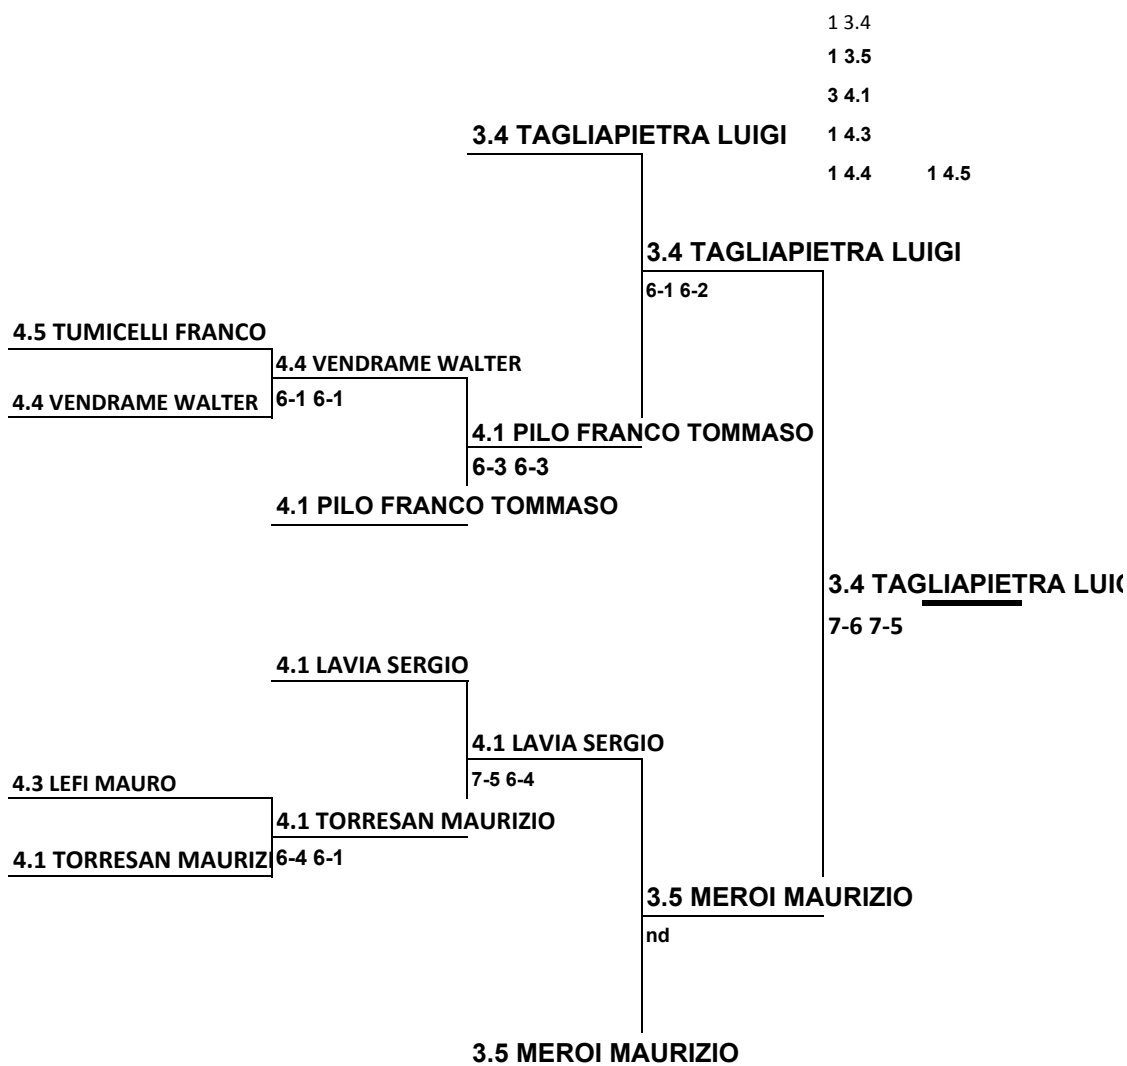 1 3.4
1 3.5
3 4.1
3.4 TAGLIAPIETRA LUIGI
1 4.3
1 4.4 1 4.5
3.4 TAGLIAPIETRA LUIGI
6-1 6-2
4.5 TUMICELLI FRANCO
4.4 VENDRAME WALTER
4.4 VENDRAME WALTER
6-1 6-1
4.1 PILO FRANCO TOMMASO
6-3 6-3
4.1 PILO FRANCO TOMMASO
3.4 TAGLIAPIETRA LUIG
7-6 7-5
4.1 LAVIA SERGIO
4.1 LAVIA SERGIO
7-5 6-4
4.3 LEFI MAURO
4.1 TORRESAN MAURIZIO
4.1 TORRESAN MAURIZI
6-4 6-1
3.5 MEROI MAURIZIO
nd
3.5 MEROI MAURIZIO